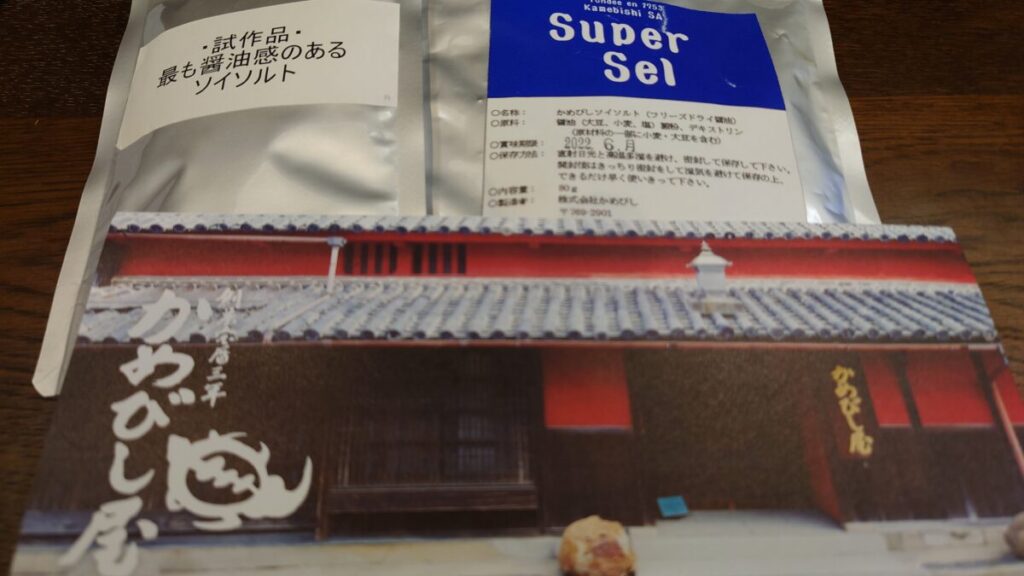 ・試作品・
最も醤油感のある
ソイソルト
Fondée en 1753
Kamebishi SA
Super
Sel
○名称： かめびしソイソルト（フリーズドライ醤油）
○原料： 醤油（大豆、小麦、塩）澱粉、デキストリン
（原材料の一部に小麦・大豆を含む）
○賞味期限： 2022 6.月
○保存方法： 直射日光と高温多湿を避け、密封して保存して下さい。
開封後はきっちり密封をして湿気を避けて保存の上、
できるだけ早く使いきって下さい。
○内容量： 80g
○製造者： 株式会社かめびし
〒769-2901
創業宝暦三年
かめびし屋
かめびし屋